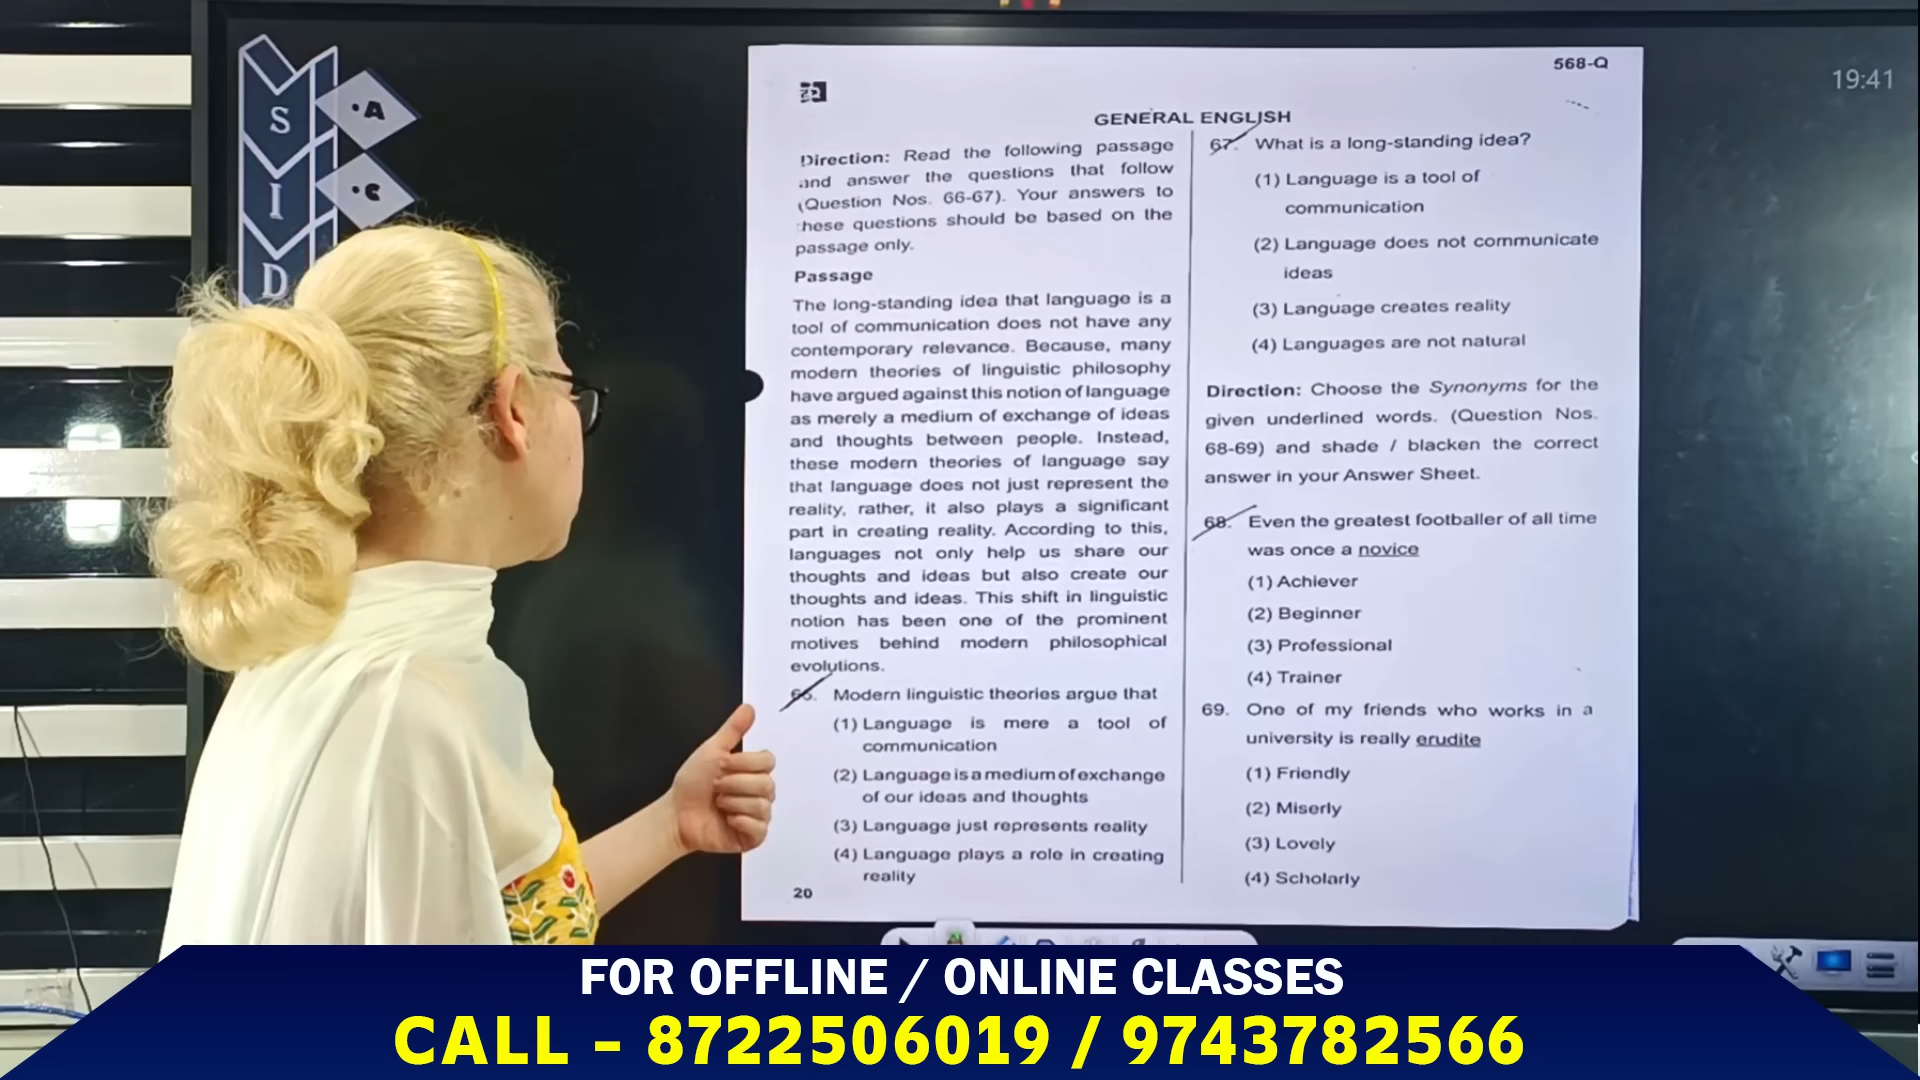 S
I
D
•A
•C
19:41
568-Q
GENERAL ENGLISH
Direction: Read the following passage
and answer the questions that follow
(Question Nos. 66-67). Your answers to
these questions should be based on the
passage only.
Passage
The long-standing idea that language is a
tool of communication does not have any
contemporary relevance. Because, many
modern theories of linguistic philosophy
have argued against this notion of language
as merely a medium of exchange of ideas
and thoughts between people. Instead,
these modern theories of language say
that language does not just represent the
reality, rather, it also plays a significant
part in creating reality. According to this,
languages not only help us share our
thoughts and ideas but also create our
thoughts and ideas. This shift in linguistic
notion has been one of the prominent
motives behind modern philosophical
evolutions.
66. Modern linguistic theories argue that
(1) Language is mere a tool of
communication
(2) Language is a medium of exchange
of our ideas and thoughts
(3) Language just represents reality
(4) Language plays a role in creating
reality
20
67. What is a long-standing idea?
(1) Language is a tool of
communication
(2) Language does not communicate
ideas
(3) Language creates reality
(4) Languages are not natural
Direction: Choose the Synonyms for the
given underlined words. (Question Nos.
68-69) and shade / blacken the correct
answer in your Answer Sheet.
68. Even the greatest footballer of all time
was once a novice
(1) Achiever
(2) Beginner
(3) Professional
(4) Trainer
69. One of my friends who works in a
university is really erudite
(1) Friendly
(2) Miserly
(3) Lovely
(4) Scholarly
FOR OFFLINE / ONLINE CLASSES
CALL - 8722506019 / 9743782566